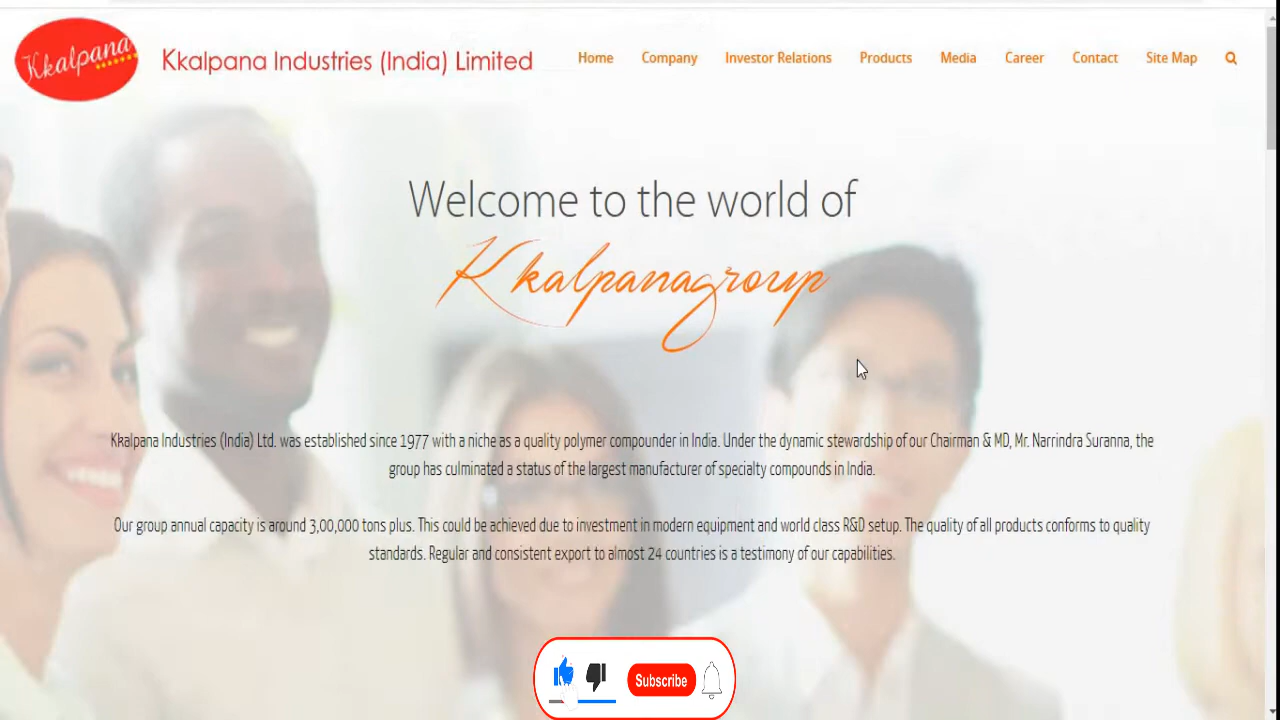 Kkalpana
Kkalpana Industries (India) Limited
Home Company Investor Relations Products Media Career Contact Site Map
Welcome to the world of
Kkalpanagroup
Kkalpana Industries (India) Ltd. was established since 1977 with a niche as a quality polymer compounder in India. Under the dynamic stewardship of our Chairman & MD, Mr. Narrindra Suranna, the
group has culminated a status of the largest manufacturer of specialty compounds in India.
Our group annual capacity is around 3,00,000 tons plus. This could be achieved due to investment in modern equipment and world class R&D setup. The quality of all products conforms to quality
standards. Regular and consistent export to almost 24 countries is a testimony of our capabilities.
Subscribe